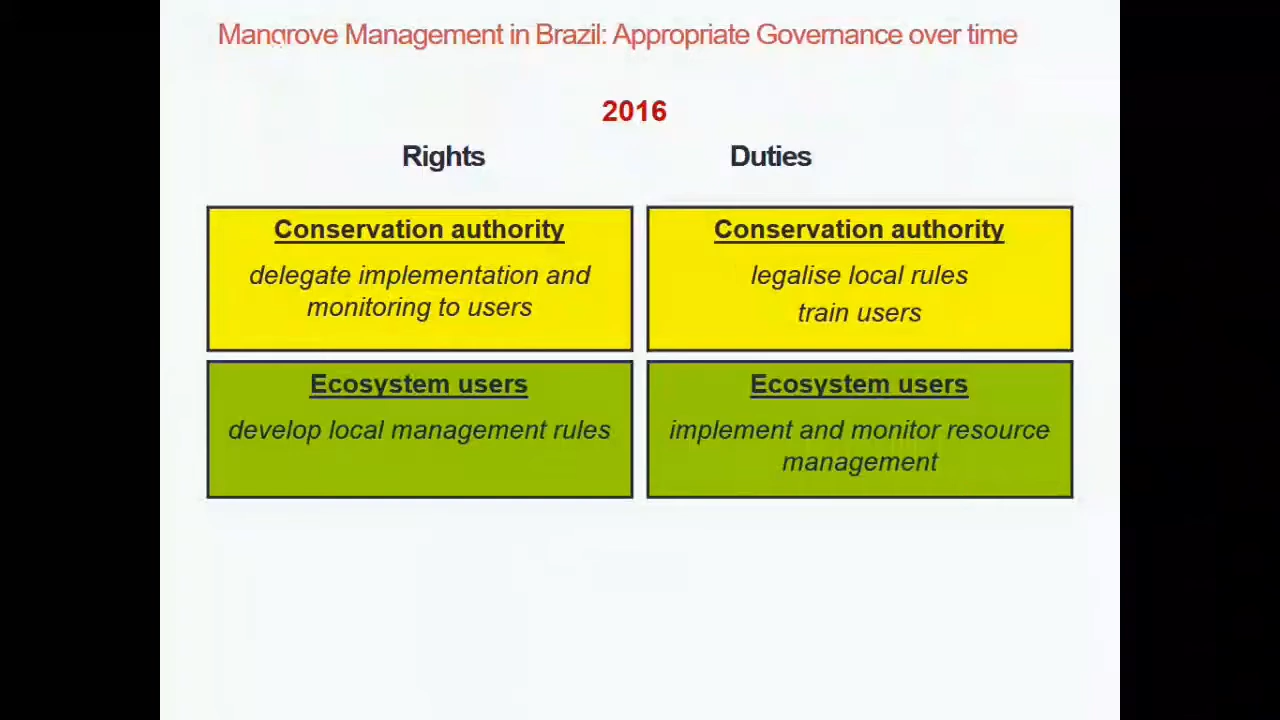 Mangrove Management in Brazil: Appropriate Governance over time
2016
Rights
Duties
Conservation authority
delegate implementation and
monitoring to users
Conservation authority
legalise local rules
train users
Ecosystem users
develop local management rules
Ecosystem users
implement and monitor resource
management